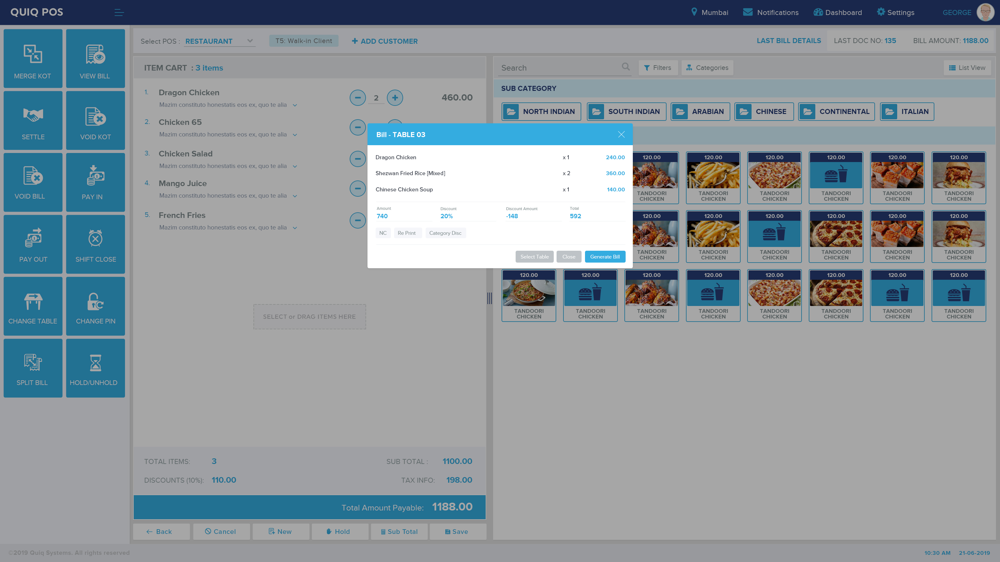 QUIQ POS
Mumbai
Notifications
Dashboard
Settings
GEORGE
MERGE KOT
VIEW BILL
SETTLE
VOID KOT
VOID BILL
PAY IN
PAY OUT
SHIFT CLOSE
CHANGE TABLE
CHANGE PIN
SPLIT BILL
HOLD/UNHOLD
Select POS : RESTAURANT
T5: Walk-in Client
ADD CUSTOMER
LAST BILL DETAILS
LAST DOC NO: 135
BILL AMOUNT: 1188.00
ITEM CART : 3 items
1. Dragon Chicken
2
460.00
Mazim constituto honestatis eos ex, quo te alia
2. Chicken 65
Mazim constituto honestatis eos ex, quo te alia
3. Chicken Salad
Mazim constituto honestatis eos ex, quo te alia
4. Mango Juice
Mazim constituto honestatis eos ex, quo te alia
5. French Fries
Mazim constituto honestatis eos ex, quo te alia
SELECT or DRAG ITEMS HERE
TOTAL ITEMS: 3
SUB TOTAL : 1100.00
DISCOUNTS (10%): 110.00
TAX INFO: 198.00
Total Amount Payable: 1188.00
Back
Cancel
New
Hold
Sub Total
Save
Bill - TABLE 03
Dragon Chicken x 1 240.00
Shezwan Fried Rice [Mixed] x 2 360.00
Chinese Chicken Soup x 1 140.00
Amount Discount Discount Amount Total
740 20% -148 592
NC
Re Print
Category Disc
Select Table
Close
Generate Bill
Search
Filters
Categories
List View
SUB CATEGORY
NORTH INDIAN
SOUTH INDIAN
ARABIAN
CHINESE
CONTINENTAL
ITALIAN
120.00 120.00 120.00 120.00 120.00 120.00
TANDOORI TANDOORI TANDOORI TANDOORI TANDOORI TANDOORI
CHICKEN CHICKEN CHICKEN CHICKEN CHICKEN CHICKEN
120.00 120.00 120.00 120.00 120.00 120.00
TANDOORI TANDOORI TANDOORI TANDOORI TANDOORI TANDOORI
CHICKEN CHICKEN CHICKEN CHICKEN CHICKEN CHICKEN
120.00 120.00 120.00 120.00 120.00 120.00 120.00 120.00
TANDOORI TANDOORI TANDOORI TANDOORI TANDOORI TANDOORI TANDOORI TANDOORI
CHICKEN CHICKEN CHICKEN CHICKEN CHICKEN CHICKEN CHICKEN CHICKEN
©2019 Quiq Systems. All rights reserved
10:30 AM 21-06-2019